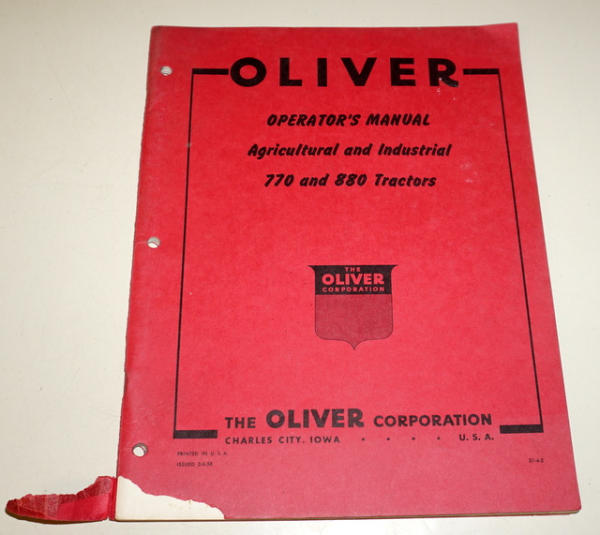 OLIVER
OPERATOR'S MANUAL
Agricultural and Industrial
770 and 880 Tractors
THE
OLIVER
CORPORATION
THE OLIVER CORPORATION
CHARLES CITY, IOWA • • • • U. S. A.
PRINTED IN U. S. A.
ISSUED